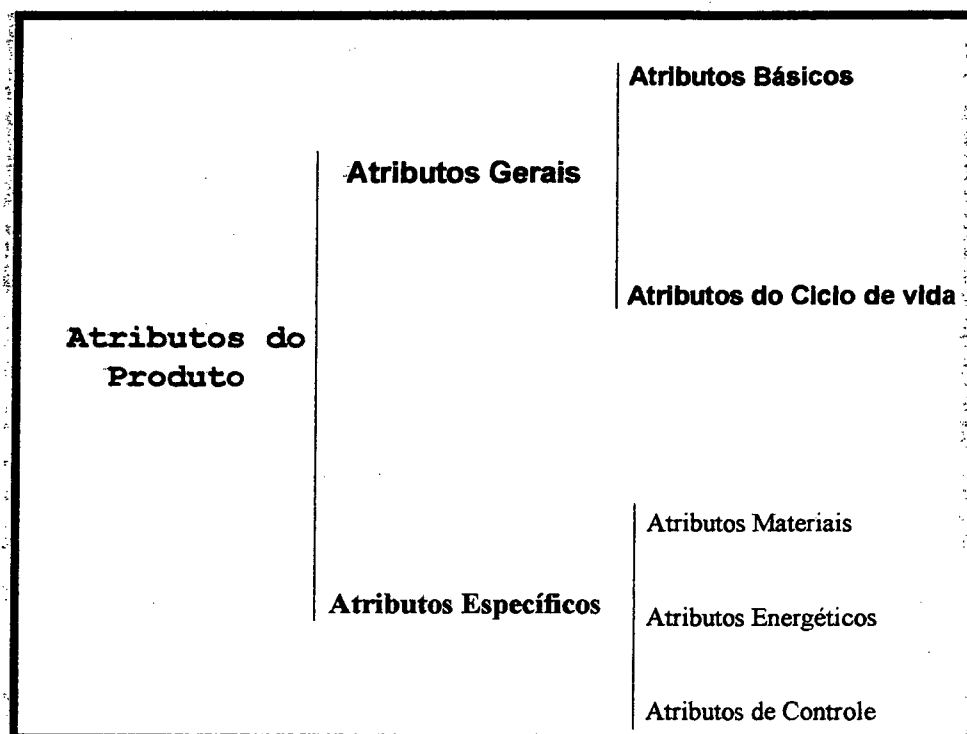 Atributos Básicos
Atributos Gerais
Atributos do Ciclo de vida
Atributos do
Produto
Atributos Materiais
Atributos Específicos
Atributos Energéticos
Atributos de Controle